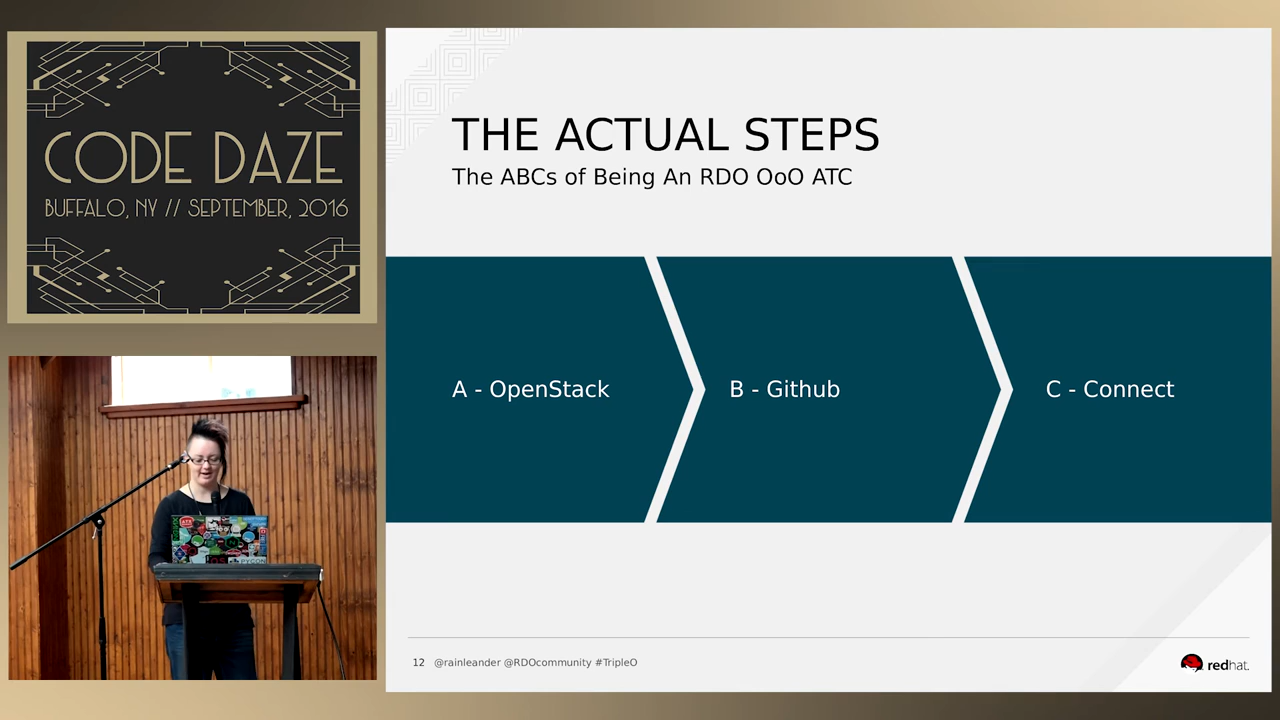 CODE DAZE
BUFFALO, NY // SEPTEMBER, 2016
THE ACTUAL STEPS
The ABCs of Being An RDO OoO ATC
A - OpenStack
B - Github
C - Connect
12 @rainleander @RDOcommunity #TripleO
redhat.
PYCON